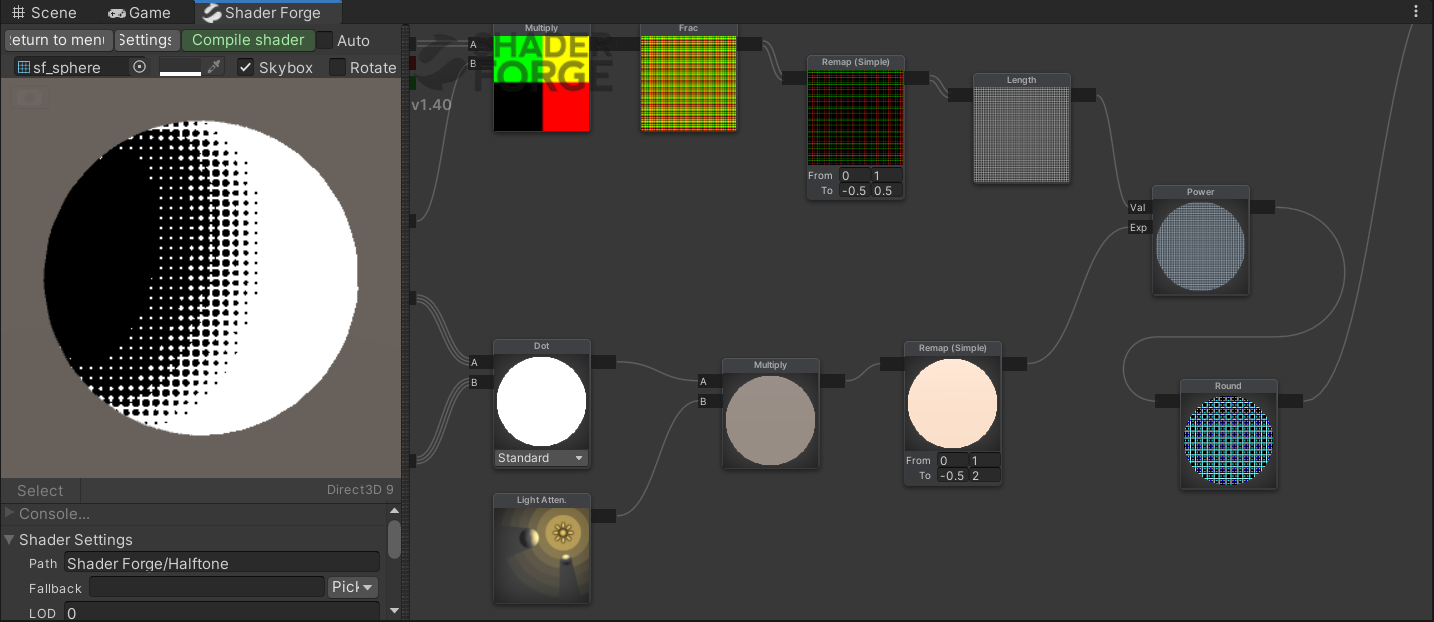 Scene
Game
Shader Forge
eturn to menu
Settings
Compile shader
Auto
sf_sphere
Skybox
Rotate
SHADER
FORGE
v1.40
Multiply
A
B
Frac
Remap (Simple)
From 0 1
To -0.5 0.5
Length
Power
Val
Exp
Dot
A
B
Standard
Multiply
A
B
Remap (Simple)
From 0 1
To -0.5 2
Round
Light Atten.
Select
Direct3D 9
Console...
Shader Settings
Path Shader Forge/Halftone
Fallback
Pick
LOD 0